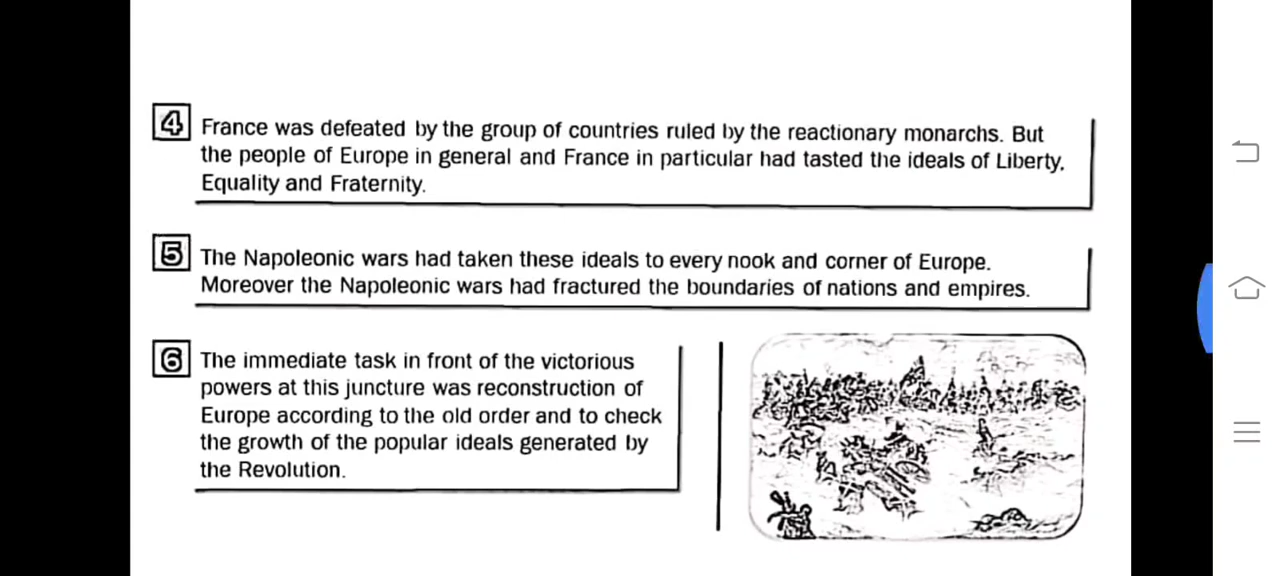 4 France was defeated by the group of countries ruled by the reactionary monarchs. But
the people of Europe in general and France in particular had tasted the ideals of Liberty,
Equality and Fraternity.
5 The Napoleonic wars had taken these ideals to every nook and corner of Europe.
Moreover the Napoleonic wars had fractured the boundaries of nations and empires.
6 The immediate task in front of the victorious
powers at this juncture was reconstruction of
Europe according to the old order and to check
the growth of the popular ideals generated by
the Revolution.